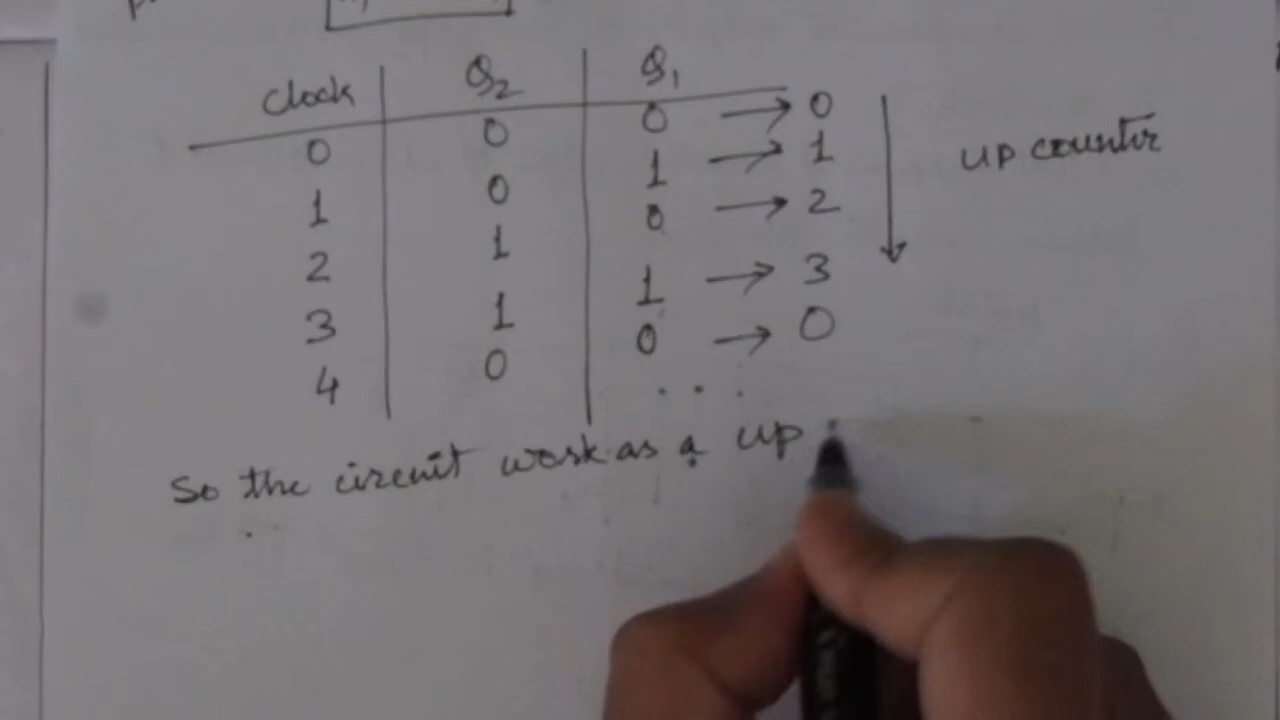 Clock Q2 Q1
0 0 0 → 0
1 0 1 → 1
2 1 0 → 2
3 1 1 → 3
4 0 0 → 0
...
up counter
So the circuit work as a up